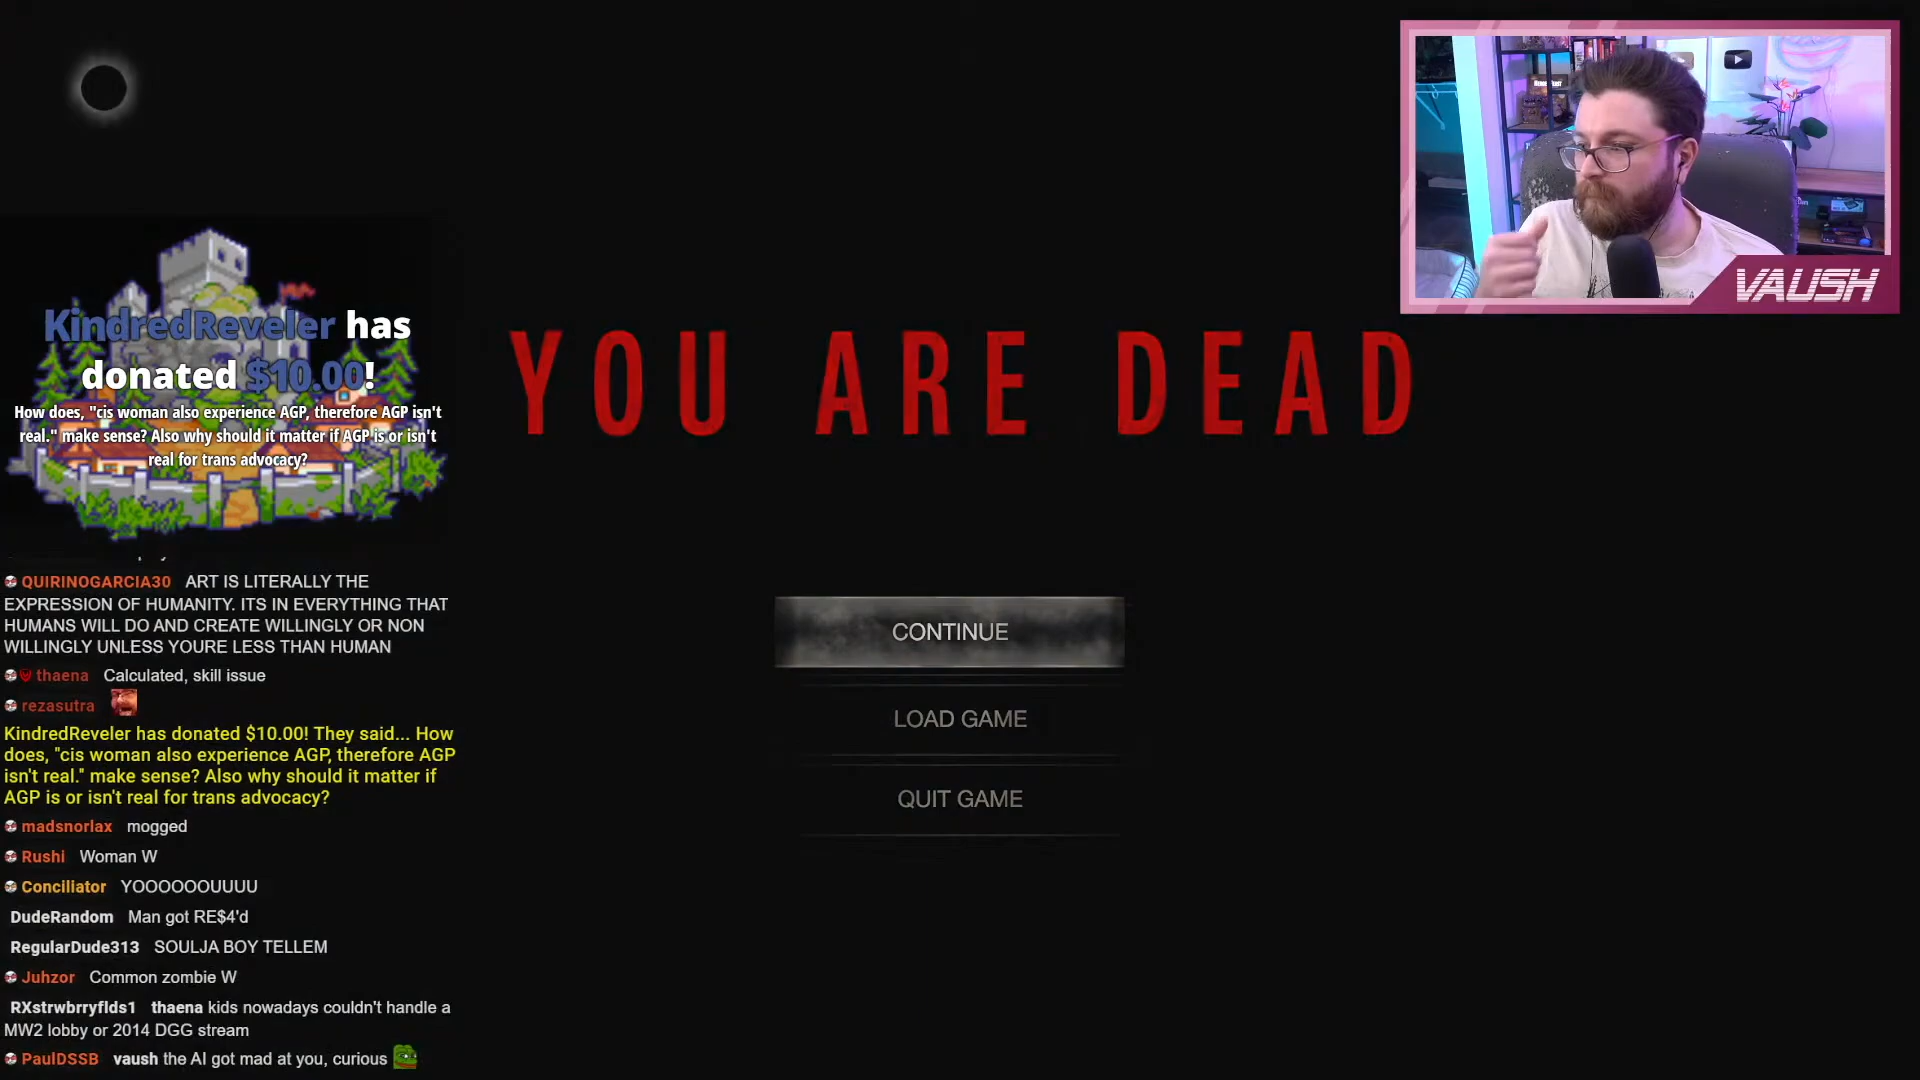 VAUSH
KindredReveler has
donated $10.00!
How does, "cis woman also experience AGP, therefore AGP isn't
real." make sense? Also why should it matter if AGP is or isn't
real for trans advocacy?
YOU ARE DEAD
CONTINUE
LOAD GAME
QUIT GAME
QUIRINOGARCIA30 ART IS LITERALLY THE
EXPRESSION OF HUMANITY. ITS IN EVERYTHING THAT
HUMANS WILL DO AND CREATE WILLINGLY OR NON
WILLINGLY UNLESS YOURE LESS THAN HUMAN
thaena Calculated, skill issue
rezasutra
KindredReveler has donated $10.00! They said... How
does, "cis woman also experience AGP, therefore AGP
isn't real." make sense? Also why should it matter if
AGP is or isn't real for trans advocacy?
madsnorlax mogged
Rushi Woman W
Conciliator YOOOOOOUUUU
DudeRandom Man got RE$4'd
RegularDude313 SOULJA BOY TELLEM
Juhzor Common zombie W
RXstrwbrryflds1 thaena kids nowadays couldn't handle a
MW2 lobby or 2014 DGG stream
PaulDSSB vaush the AI got mad at you, curious